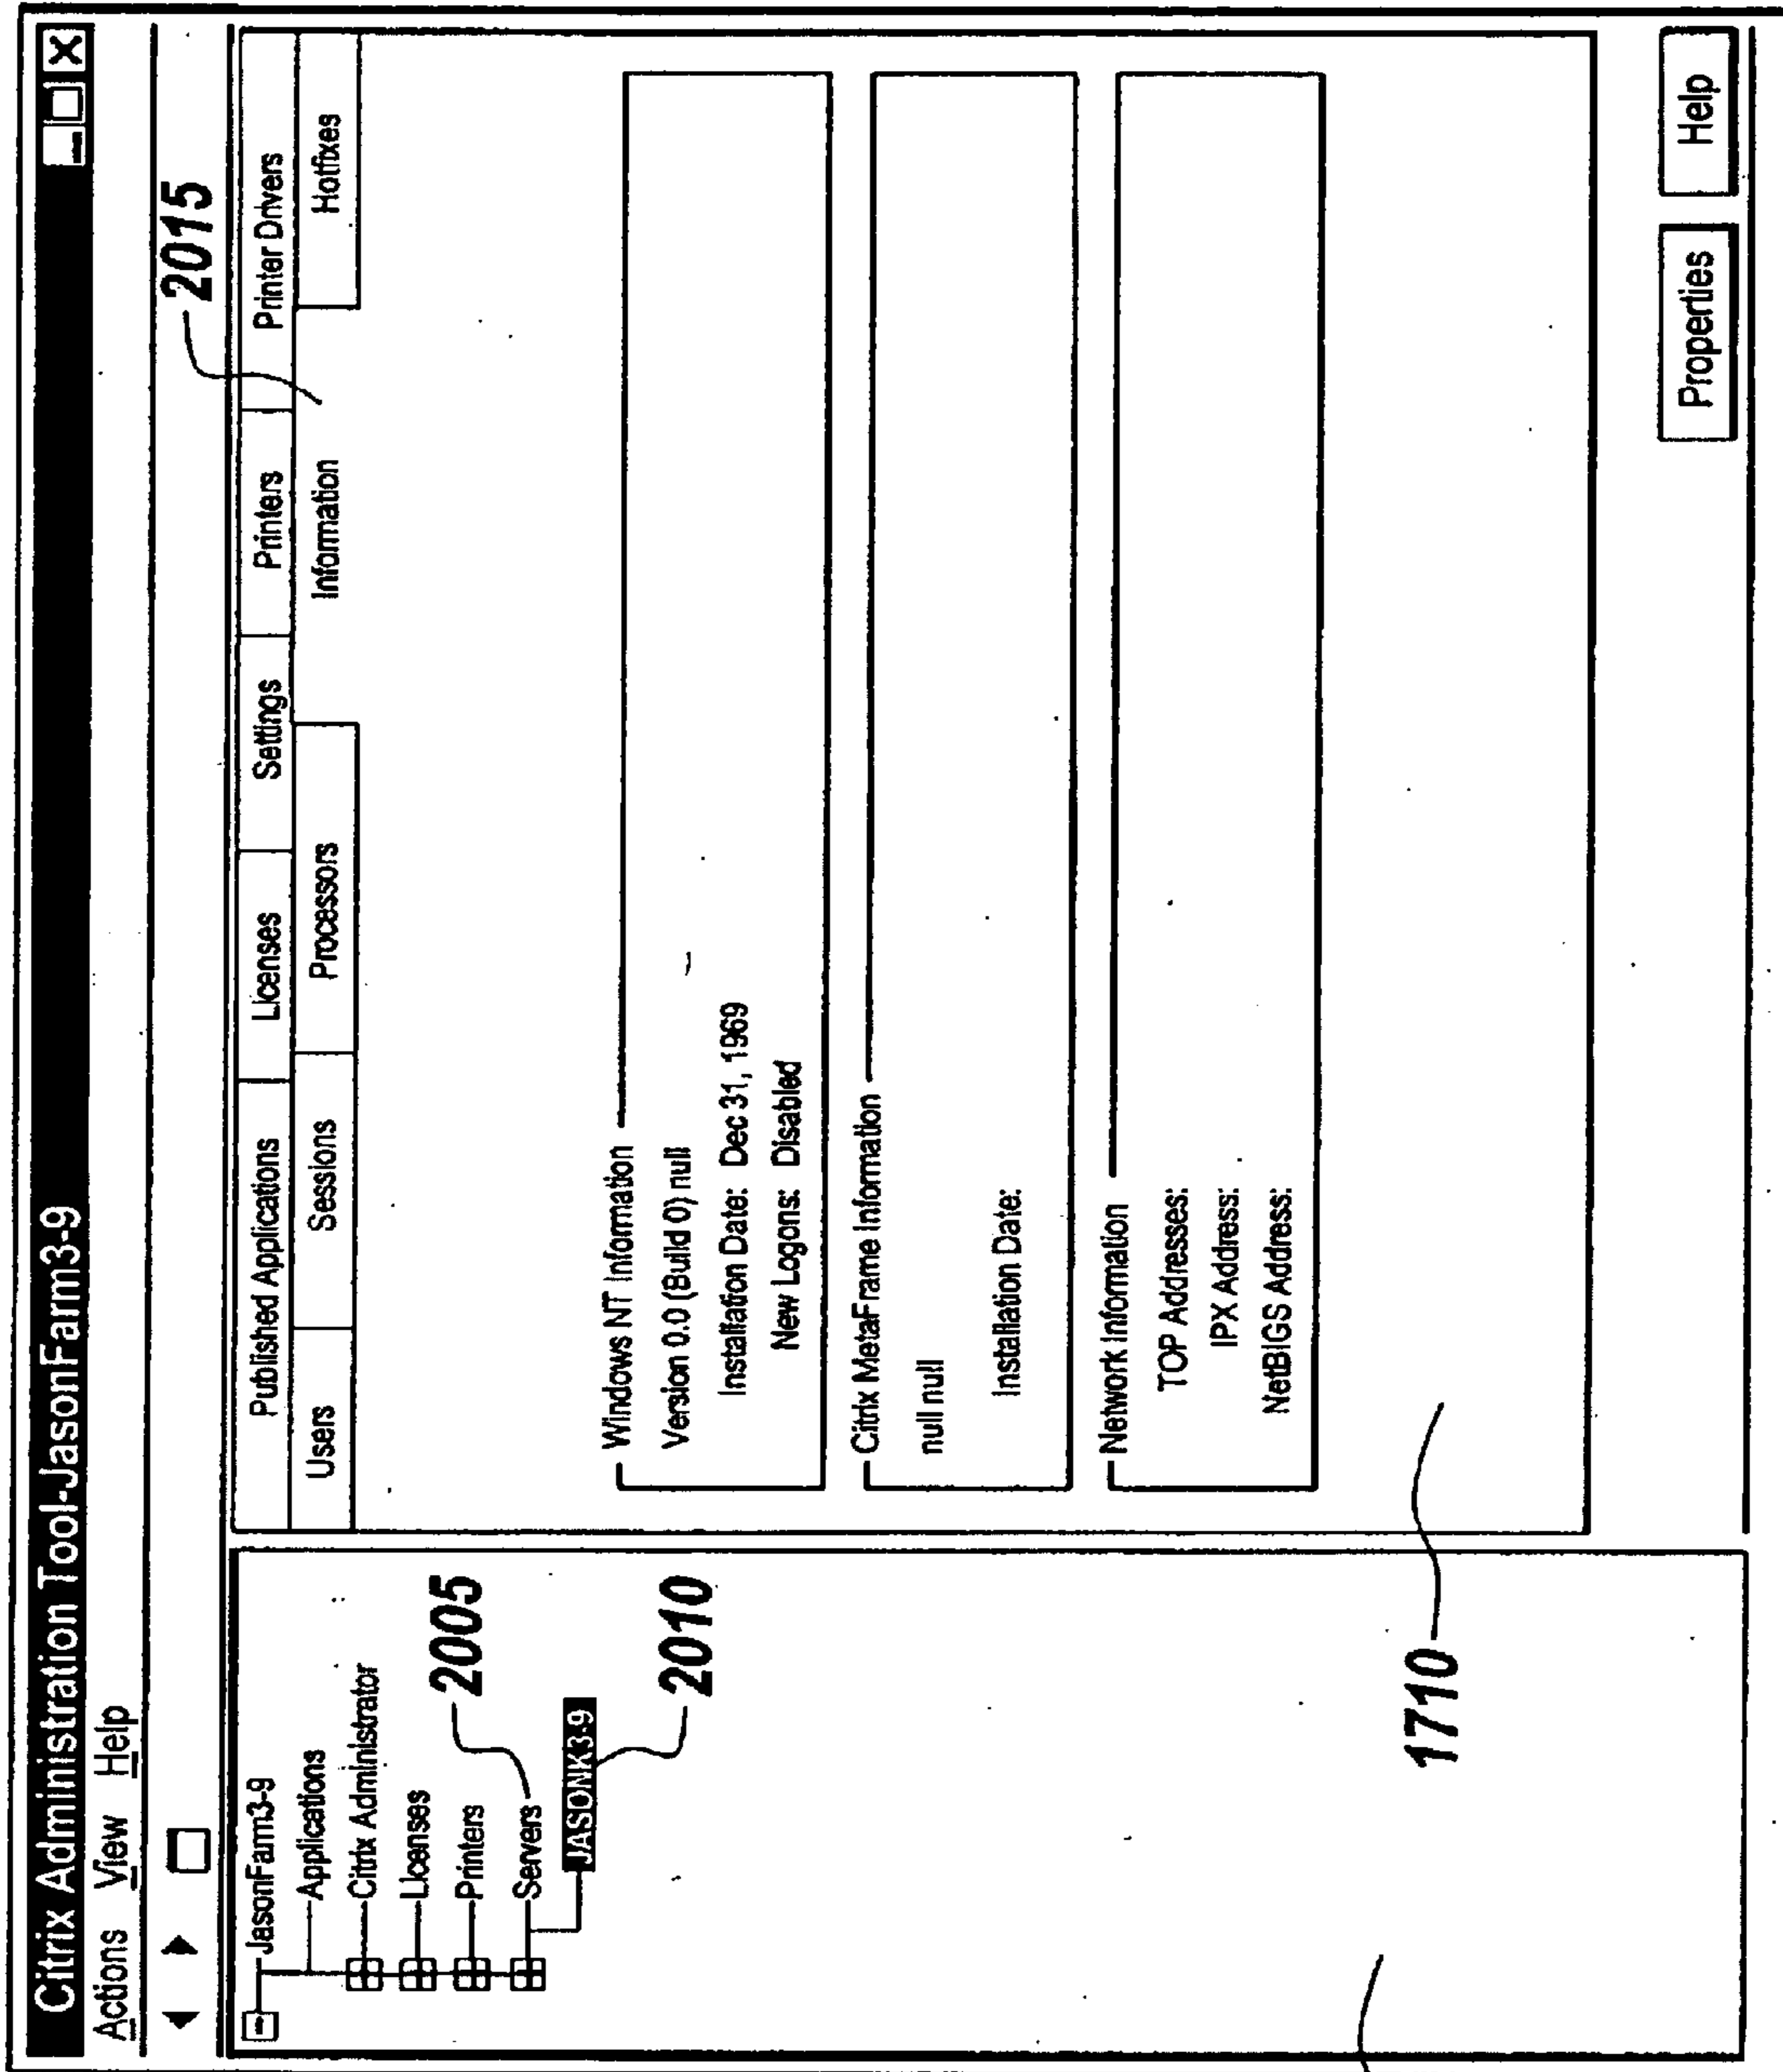 Citrix Administration Tool-JasonFarm3-9
Actions View Help
2015
JasonFarm3-9
Applications
Citrix Administrator
Licenses
Printers
Servers
JASONK3-9
2005
2010
Published Applications Licenses Settings Printers Printer Drivers
Users Sessions Processors Information Hotfixes
Windows NT Information
Version 0.0 (Build 0) null
Installation Date: Dec 31, 1969
New Logons: Disabled
Citrix MetaFrame Information
null null
Installation Date:
Network Information
TOP Addresses:
IPX Address:
NetBIGS Address:
1710
Properties Help